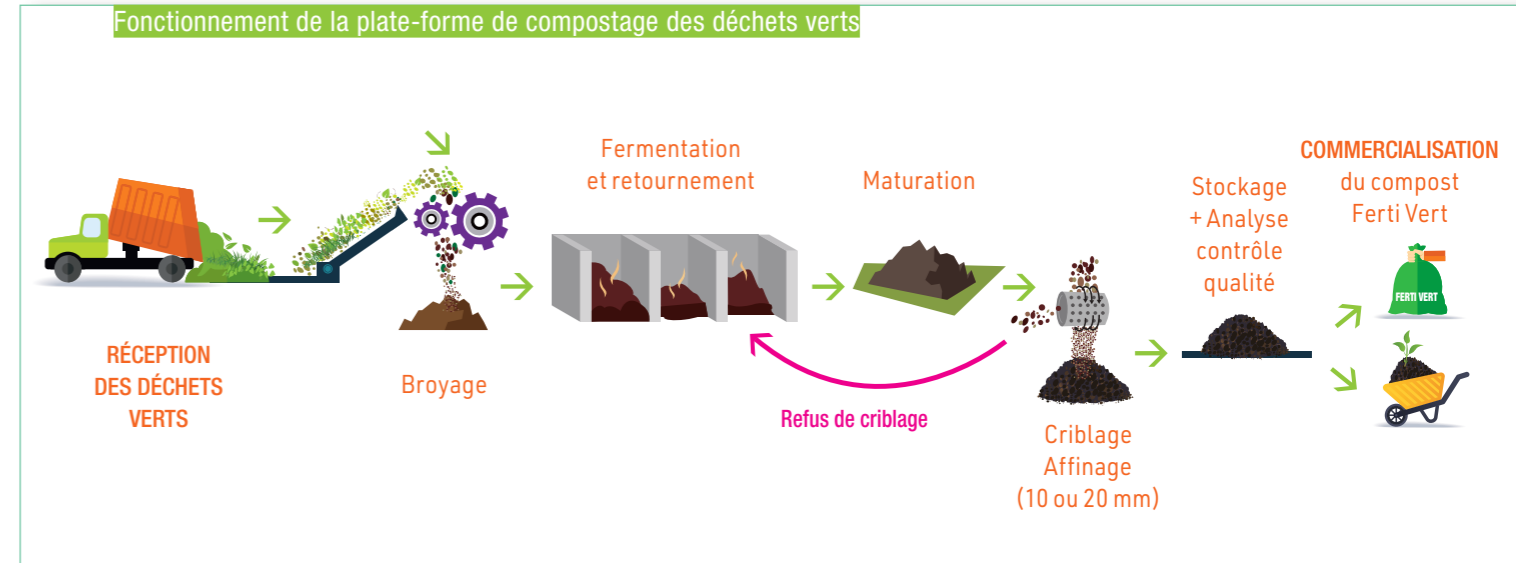 Fonctionnement de la plate-forme de compostage des déchets verts
RÉCEPTION
DES DÉCHETS
VERTS
Broyage
Fermentation
et retournement
Maturation
Refus de criblage
Criblage
Affinage
(10 ou 20 mm)
Stockage
+ Analyse
contrôle
qualité
COMMERCIALISATION
du compost
Ferti Vert
FERTI VERT